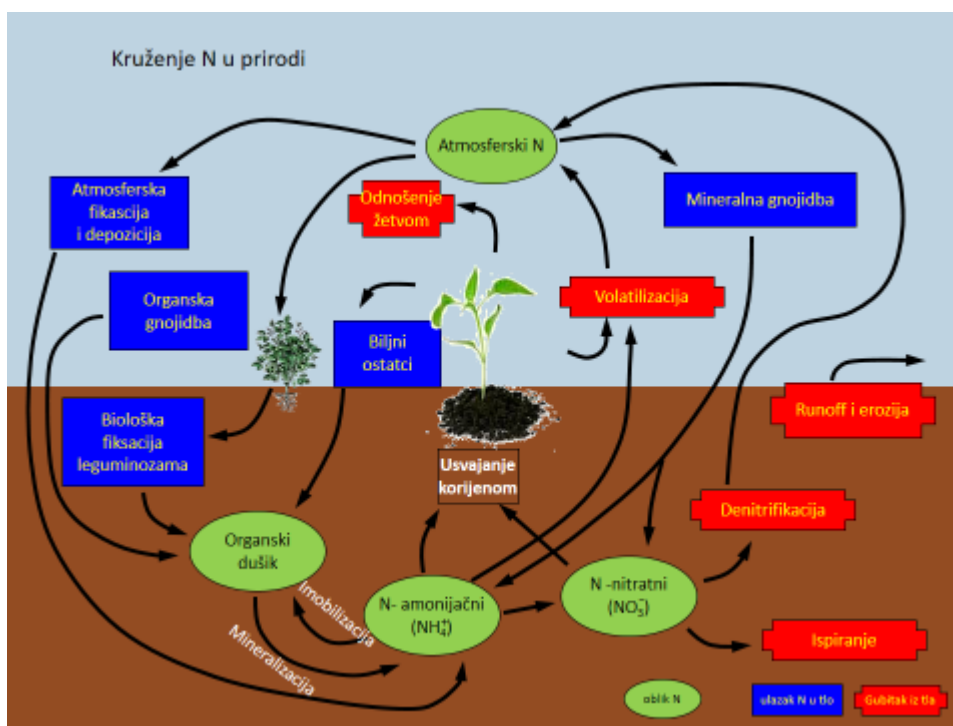 Kruženje N u prirodi
Atmosferski N
Atmosferska
fikascija
i depozicija
Odnošenje
žetvom
Mineralna gnojidba
Organska
gnojidba
Volatilizacija
Biljni
ostatci
Runoff i erozija
Biološka
fiksacija
leguminozama
Usvajanje
korijenom
Denitrifikacija
Organski
dušik
N- amonijačni
(NH₄⁺)
N -nitratni
(NO₃⁻)
Imobilizacija
Mineralizacija
Ispiranje
oblik N
ulazak N u tlo
Gubitak iz tla